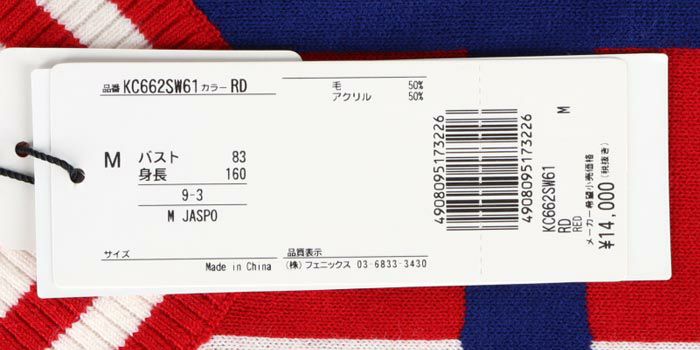 品番 KC662SW61 カラー RD
M バスト 83
身長 160
9-3
M JASPO
サイズ
Made in China
毛 50%
アクリル 50%
品質表示
(株) フェニックス 03-6833-3430
4908095173226
4908095173226
M
KC662SW61
RD
RED
メーカー希望小売価格
¥14,000 (税抜き)